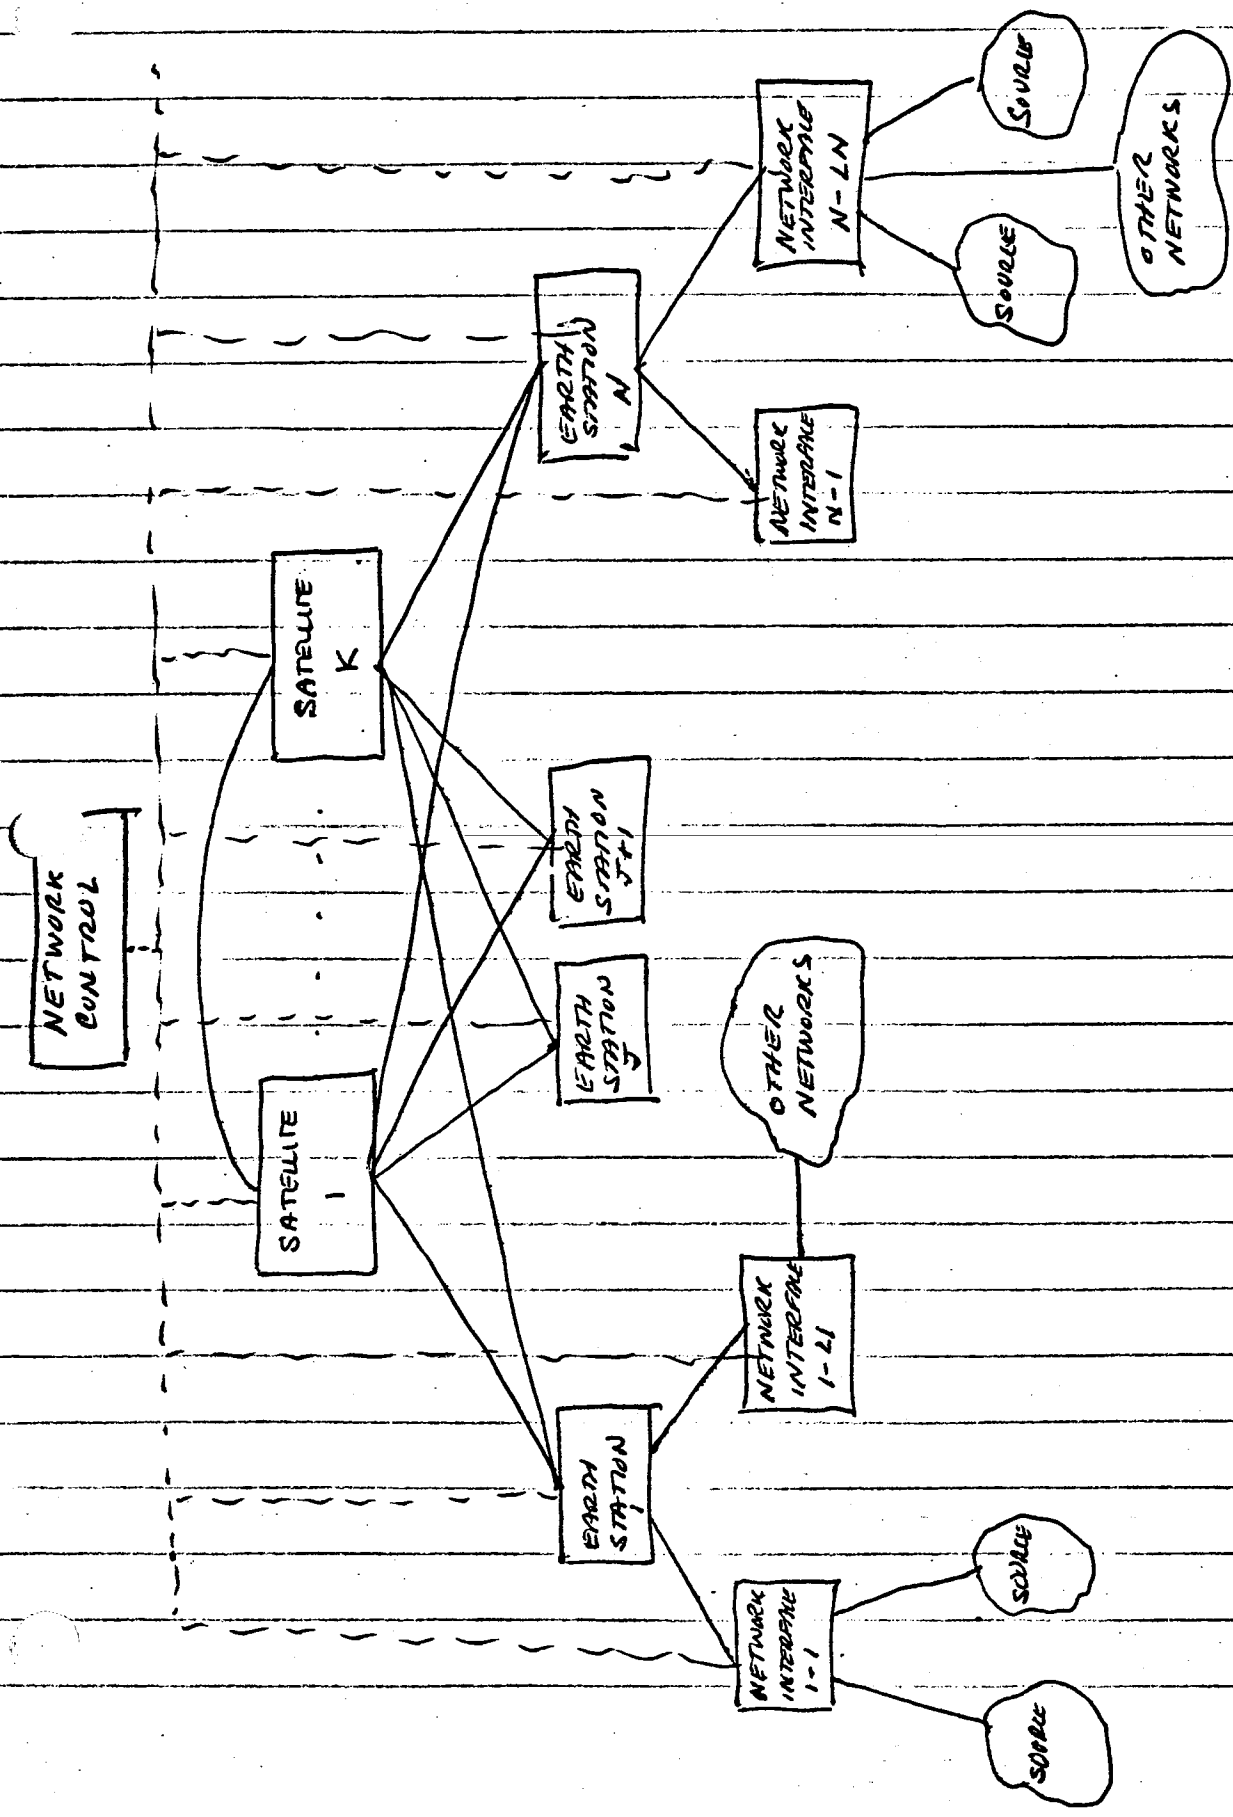 NETWORK
CONTROL
SATELLITE
1
SATELLITE
K
EARTH
STATION
1
EARTH
STATION
J
EARTH
STATION
J+1
EARTH
STATION
N
NETWORK
INTERFACE
1-1
NETWORK
INTERFACE
1-L1
OTHER
NETWORKS
NETWORK
INTERFACE
N-1
NETWORK
INTERFACE
N-LN
SOURCE
SOURCE
SOURCE
SOURCE
OTHER
NETWORKS